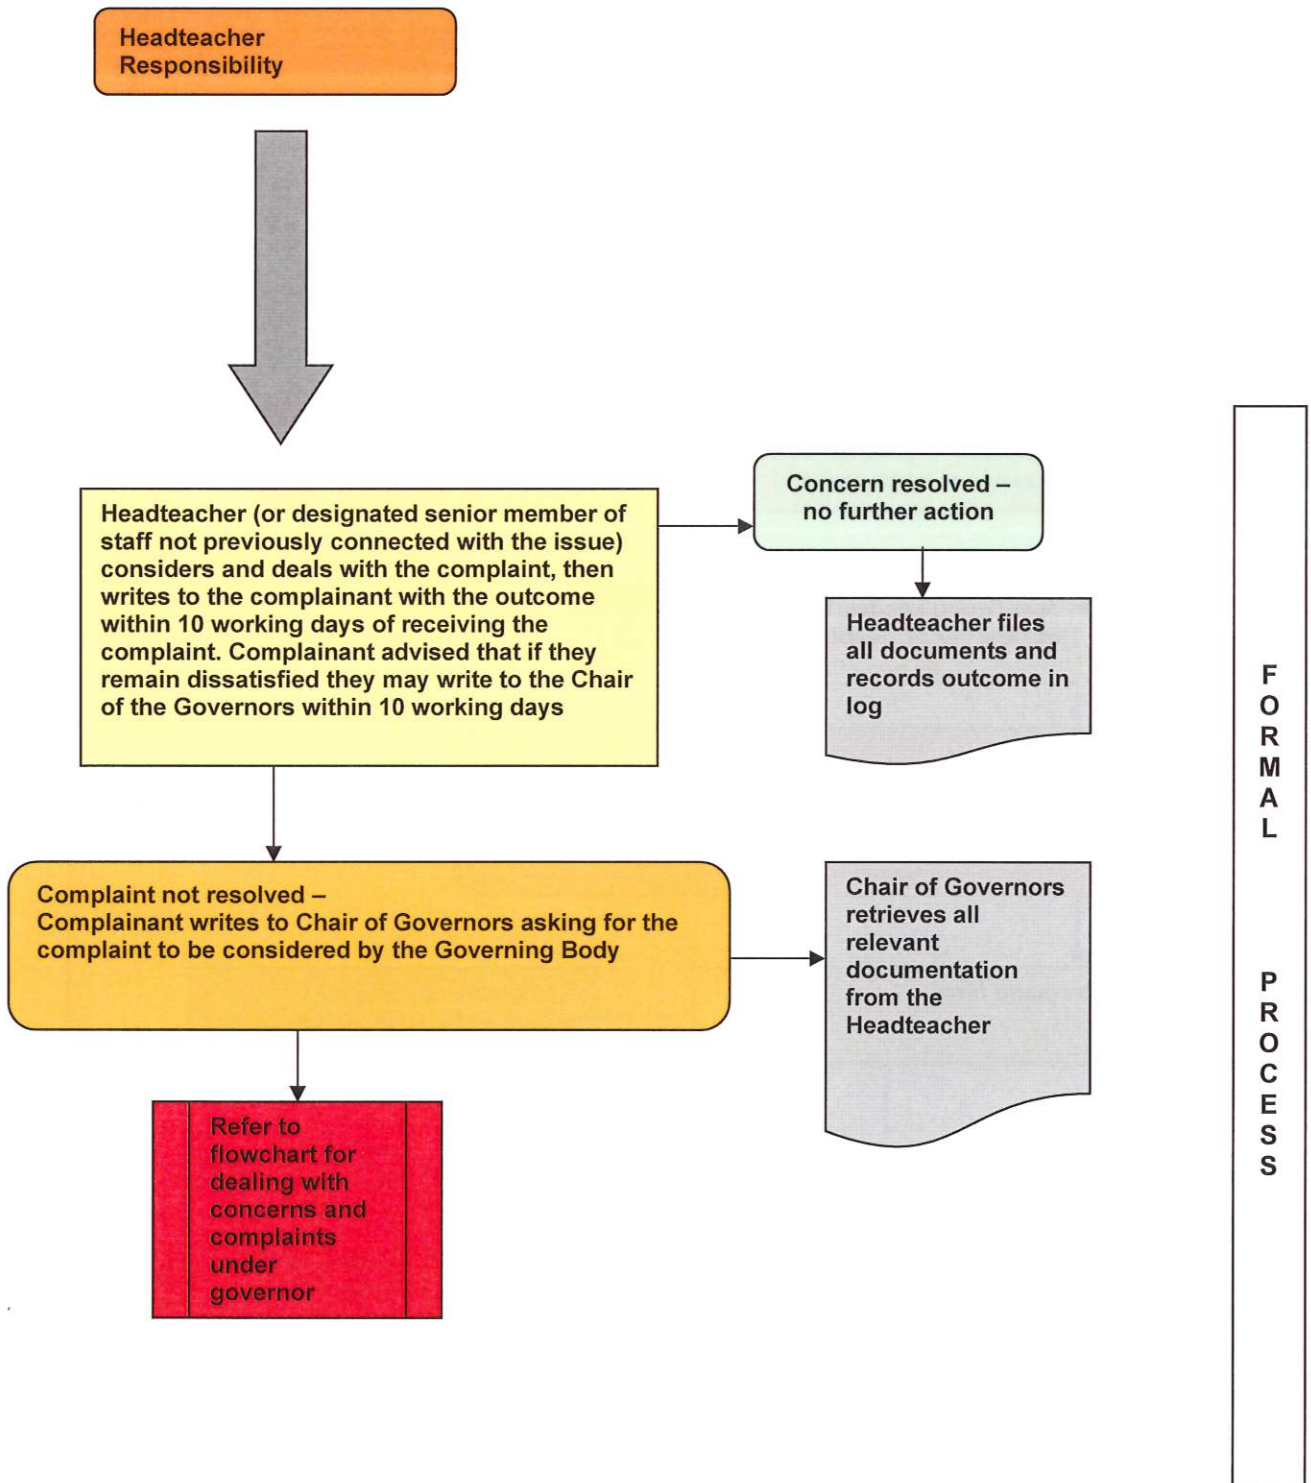 Headteacher
Responsibility
Headteacher (or designated senior member of
staff not previously connected with the issue)
considers and deals with the complaint, then
writes to the complainant with the outcome
within 10 working days of receiving the
complaint. Complainant advised that if they
remain dissatisfied they may write to the Chair
of the Governors within 10 working days
Concern resolved –
no further action
Headteacher files
all documents and
records outcome in
log
Complaint not resolved –
Complainant writes to Chair of Governors asking for the
complaint to be considered by the Governing Body
Chair of Governors
retrieves all
relevant
documentation
from the
Headteacher
Refer to
flowchart for
dealing with
concerns and
complaints
under
governor
FORMAL
PROCESS